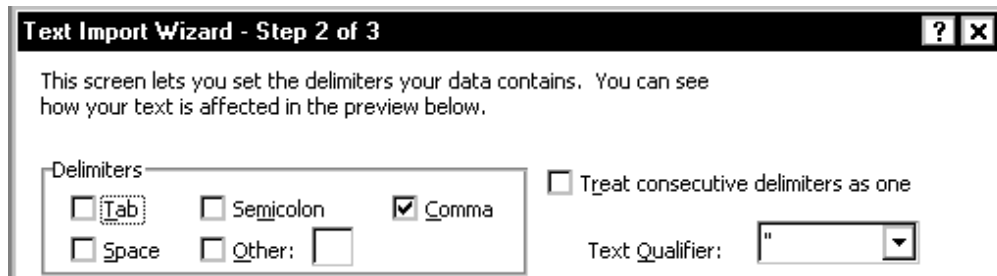 Text Import Wizard - Step 2 of 3
This screen lets you set the delimiters your data contains. You can see
how your text is affected in the preview below.
Delimiters
Treat consecutive delimiters as one
Tab Semicolon Comma
Space Other:
Text Qualifier: "